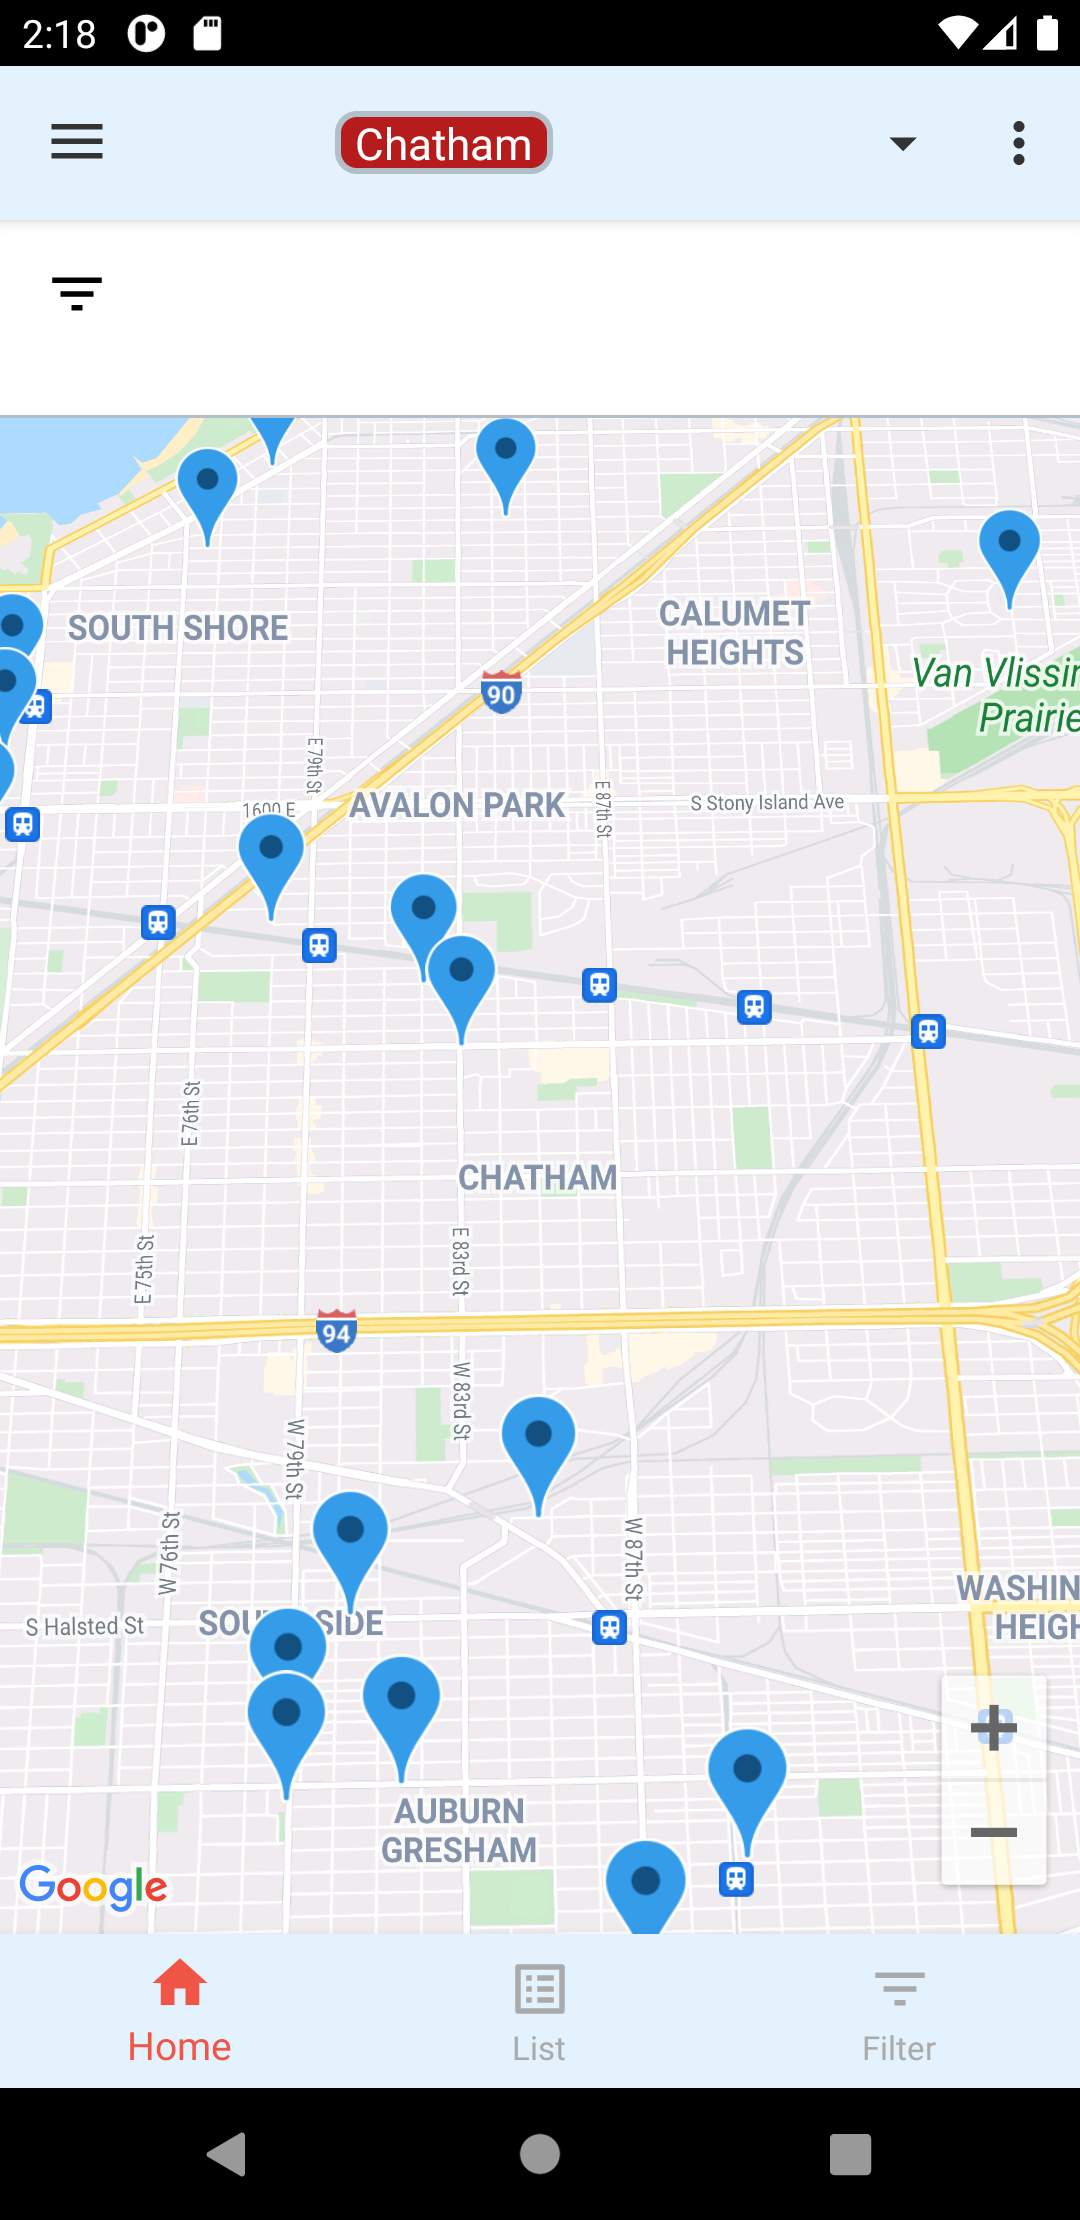 2:18
Chatham
SOUTH SHORE
CALUMET
HEIGHTS
Van Vlissin
Prairie
90
E 79th St
1600 E
AVALON PARK
E 87th St
S Stony Island Ave
E 76th St
CHATHAM
E 75th St
E 83rd St
94
W 83rd St
W 79th St
W 76th St
W 87th St
WASHIN
HEIGH
S Halsted St
SOU SIDE
AUBURN
GRESHAM
Google
Home
List
Filter